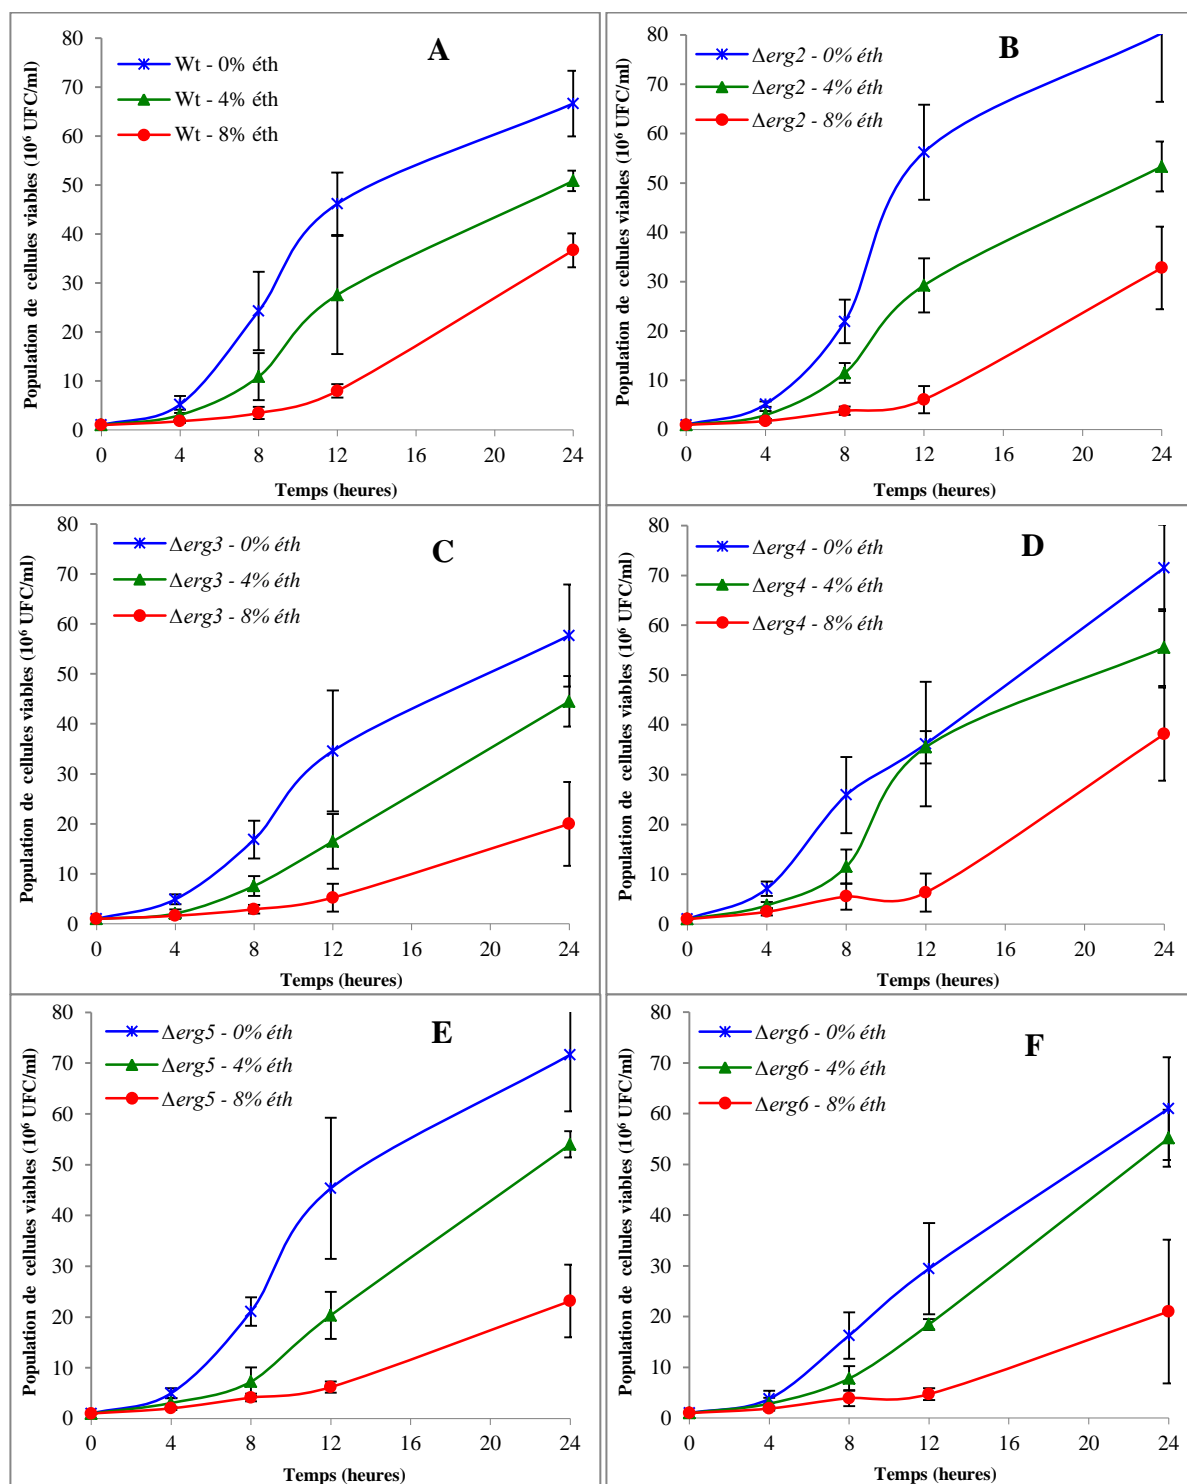 A
Wt - 0% éth
Wt - 4% éth
Wt - 8% éth
Population de cellules viables (10⁶ UFC/ml)
80
70
60
50
40
30
20
10
0
0 4 8 12 16 20 24
Temps (heures)
B
Δerg2 - 0% éth
Δerg2 - 4% éth
Δerg2 - 8% éth
Population de cellules viables (10⁶ UFC/ml)
80
70
60
50
40
30
20
10
0
0 4 8 12 16 20 24
Temps (heures)
C
Δerg3 - 0% éth
Δerg3 - 4% éth
Δerg3 - 8% éth
Population de cellules viables (10⁶ UFC/ml)
80
70
60
50
40
30
20
10
0
0 4 8 12 16 20 24
Temps (heures)
D
Δerg4 - 0% éth
Δerg4 - 4% éth
Δerg4 - 8% éth
Population de cellules viables (10⁶ UFC/ml)
80
70
60
50
40
30
20
10
0
0 4 8 12 16 20 24
Temps (heures)
E
Δerg5 - 0% éth
Δerg5 - 4% éth
Δerg5 - 8% éth
Population de cellules viables (10⁶ UFC/ml)
80
70
60
50
40
30
20
10
0
0 4 8 12 16 20 24
Temps (heures)
F
Δerg6 - 0% éth
Δerg6 - 4% éth
Δerg6 - 8% éth
Population de cellules viables (10⁶ UFC/ml)
80
70
60
50
40
30
20
10
0
0 4 8 12 16 20 24
Temps (heures)